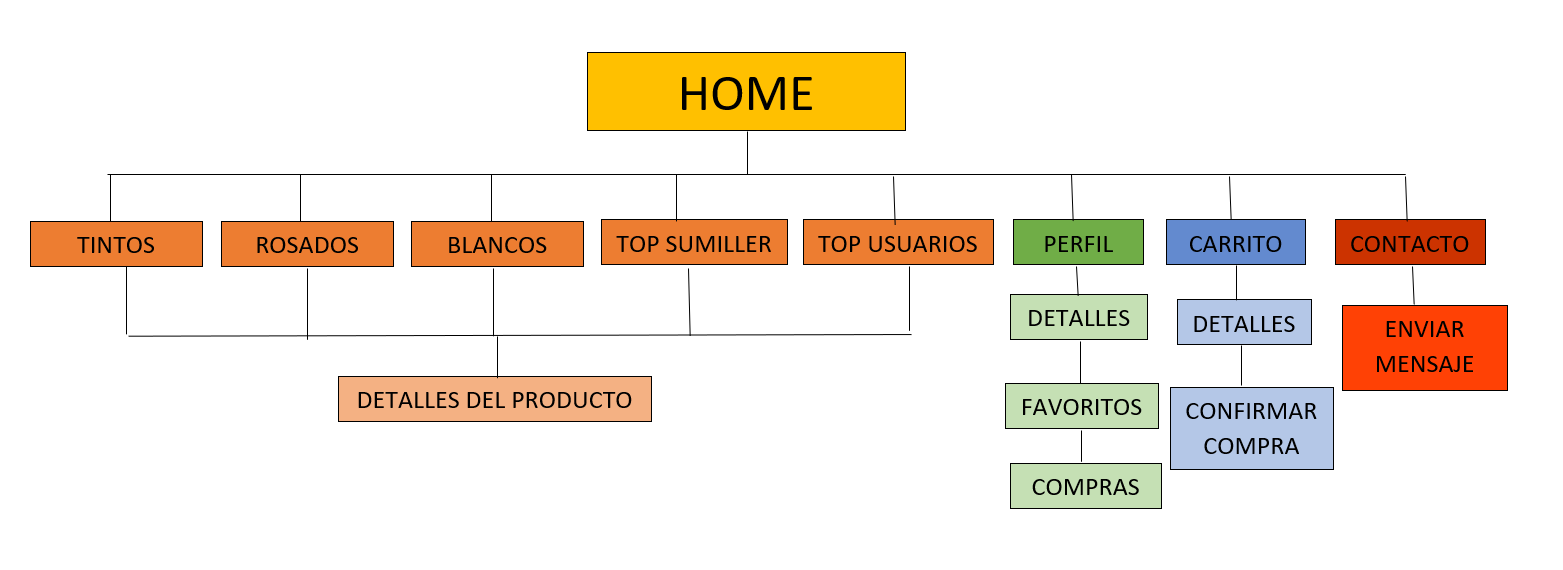 HOME
TINTOS
ROSADOS
BLANCOS
TOP SUMILLER
TOP USUARIOS
PERFIL
CARRITO
CONTACTO
DETALLES
DETALLES
ENVIAR
MENSAJE
DETALLES DEL PRODUCTO
FAVORITOS
CONFIRMAR
COMPRA
COMPRAS